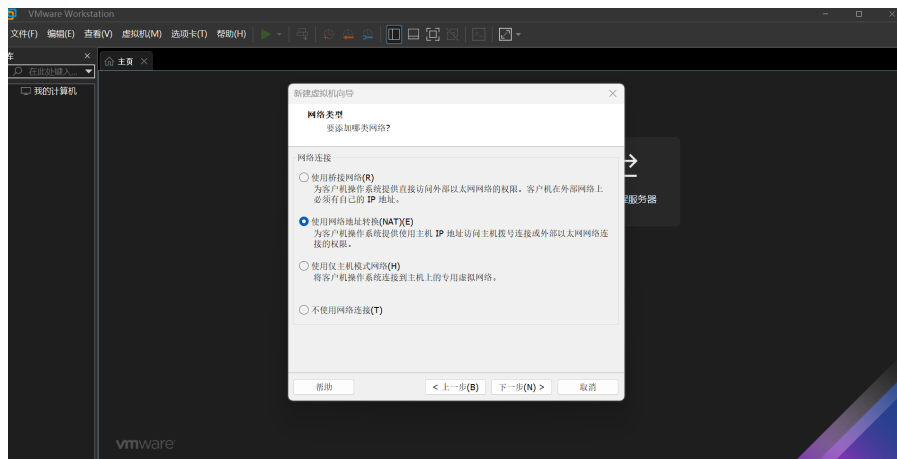 VMware Workstation
文件(F) 编辑(E) 查看(V) 虚拟机(M) 选项卡(T) 帮助(H)
主页
在此处键入...
我的计算机
新建虚拟机向导
网络类型
要添加哪类网络?
网络连接
使用桥接网络(R)
为客户机操作系统提供直接访问外部以太网网络的权限。客户机在外部网络上
必须有自己的 IP 地址。
使用网络地址转换(NAT)(E)
为客户机操作系统提供使用主机 IP 地址访问主机拨号连接或外部以太网网络连
接的权限。
使用仅主机模式网络(H)
将客户机操作系统连接到主机上的专用虚拟网络。
不使用网络连接(T)
服务器
帮助
< 上一步(B)
下一步(N) >
取消
vmware